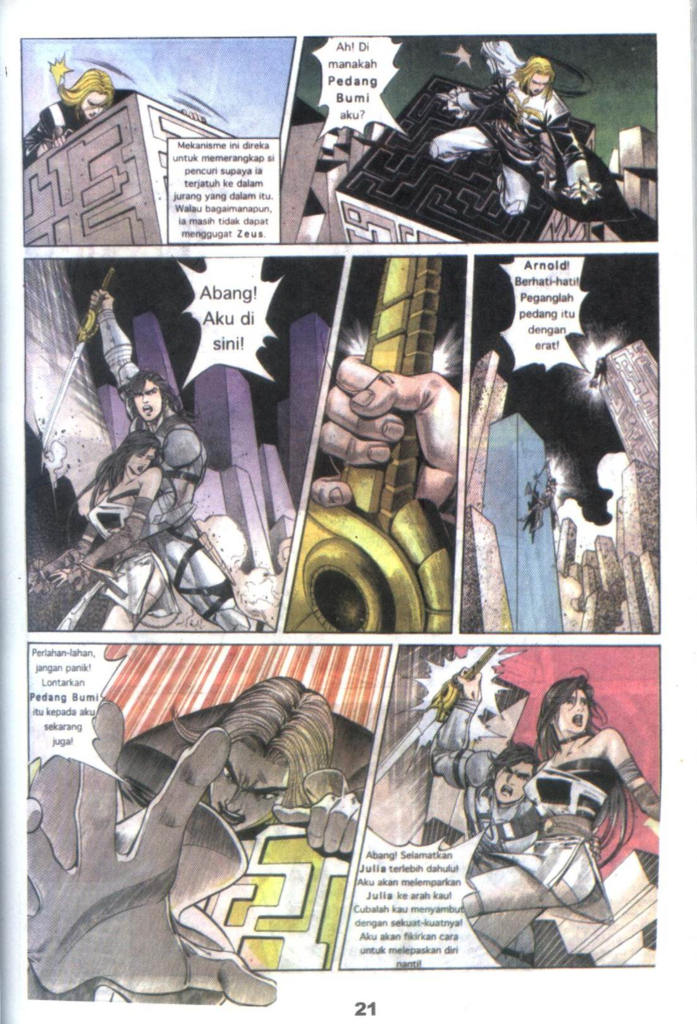 Mekanisme ini direka
untuk memerangkap si
pencuri supaya ia
terjatuh ke dalam
jurang yang dalam itu.
Walau bagaimanapun,
ia masih tidak dapat
menggugat Zeus.
Ah! Di
manakah
Pedang
Bumi
aku?
Abang!
Aku di
sini!
Arnold!
Berhati-hati!
Peganglah
pedang itu
dengan
erat!
Perlahan-lahan,
jangan panik!
Lontarkan
Pedang Bumi
itu kepada aku
sekarang
juga!
Abang! Selamatkan
Julia terlebih dahulu!
Aku akan melemparkan
Julia ke arah kau!
Cubalah kau menyambut
dengan sekuat-kuatnya!
Aku akan fikirkan cara
untuk melepaskan diri
nanti!
21